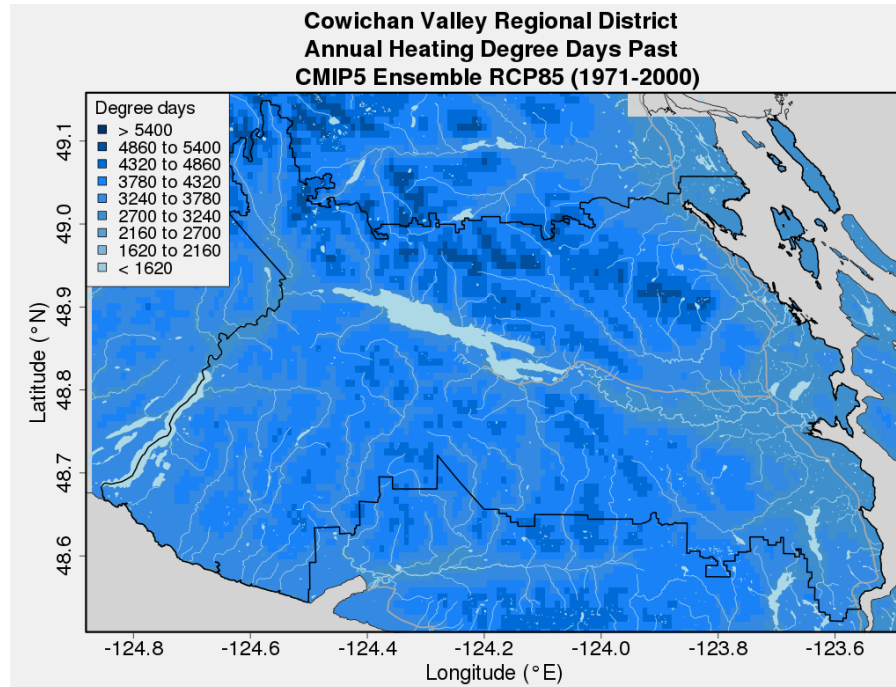 Cowichan Valley Regional District
Annual Heating Degree Days Past
CMIP5 Ensemble RCP85 (1971-2000)
Degree days
> 5400
4860 to 5400
4320 to 4860
3780 to 4320
3240 to 3780
2700 to 3240
2160 to 2700
1620 to 2160
< 1620
Latitude (°N)
49.1
49.0
48.9
48.8
48.7
48.6
-124.8
-124.6
-124.4
-124.2
-124.0
-123.8
-123.6
Longitude (°E)